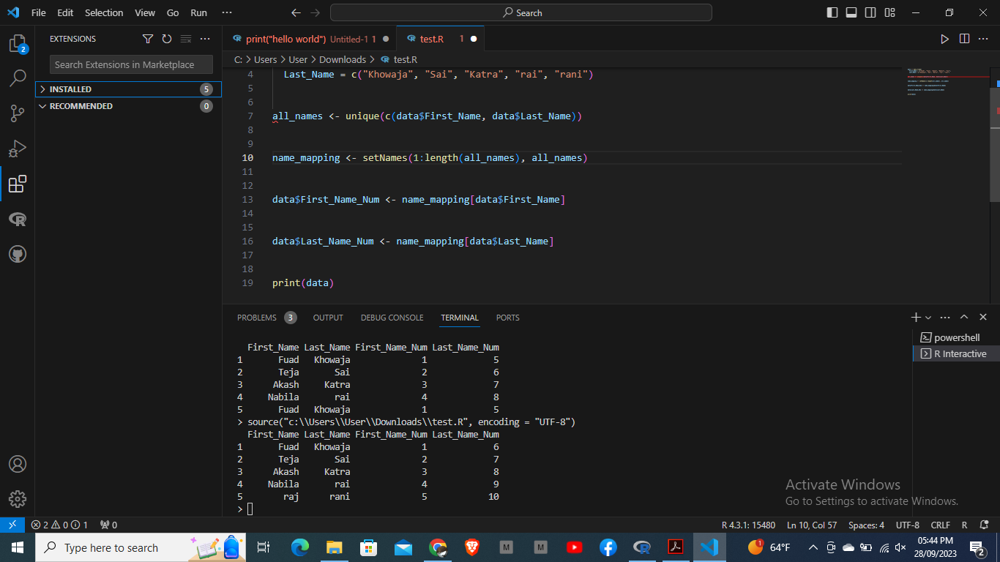 File Edit Selection View Go Run ··· Search
EXTENSIONS
Search Extensions in Marketplace
INSTALLED 5
RECOMMENDED 0
2
print("hello world") Untitled-1 1
test.R 1
C: > Users > User > Downloads > test.R
4 Last_Name = c("Khowaja", "Sai", "Katra", "rai", "rani")
5
6
7 all_names <- unique(c(data$First_Name, data$Last_Name))
8
9
10 name_mapping <- setNames(1:length(all_names), all_names)
11
12
13 data$First_Name_Num <- name_mapping[data$First_Name]
14
15
16 data$Last_Name_Num <- name_mapping[data$Last_Name]
17
18
19 print(data)
PROBLEMS 3 OUTPUT DEBUG CONSOLE TERMINAL PORTS
First_Name Last_Name First_Name_Num Last_Name_Num
1 Fuad Khowaja 1 5
2 Teja Sai 2 6
3 Akash Katra 3 7
4 Nabila rai 4 8
5 Fuad Khowaja 1 5
> source("c:\\Users\\User\\Downloads\\test.R", encoding = "UTF-8")
First_Name Last_Name First_Name_Num Last_Name_Num
1 Fuad Khowaja 1 6
2 Teja Sai 2 7
3 Akash Katra 3 8
4 Nabila rai 4 9
5 raj rani 5 10
>
powershell
R Interactive
Activate Windows
Go to Settings to activate Windows.
2 0 1 0 R 4.3.1: 15480 Ln 10, Col 57 Spaces: 4 UTF-8 CRLF R
Type here to search M M 1 64°F 05:44 PM
28/09/2023 2